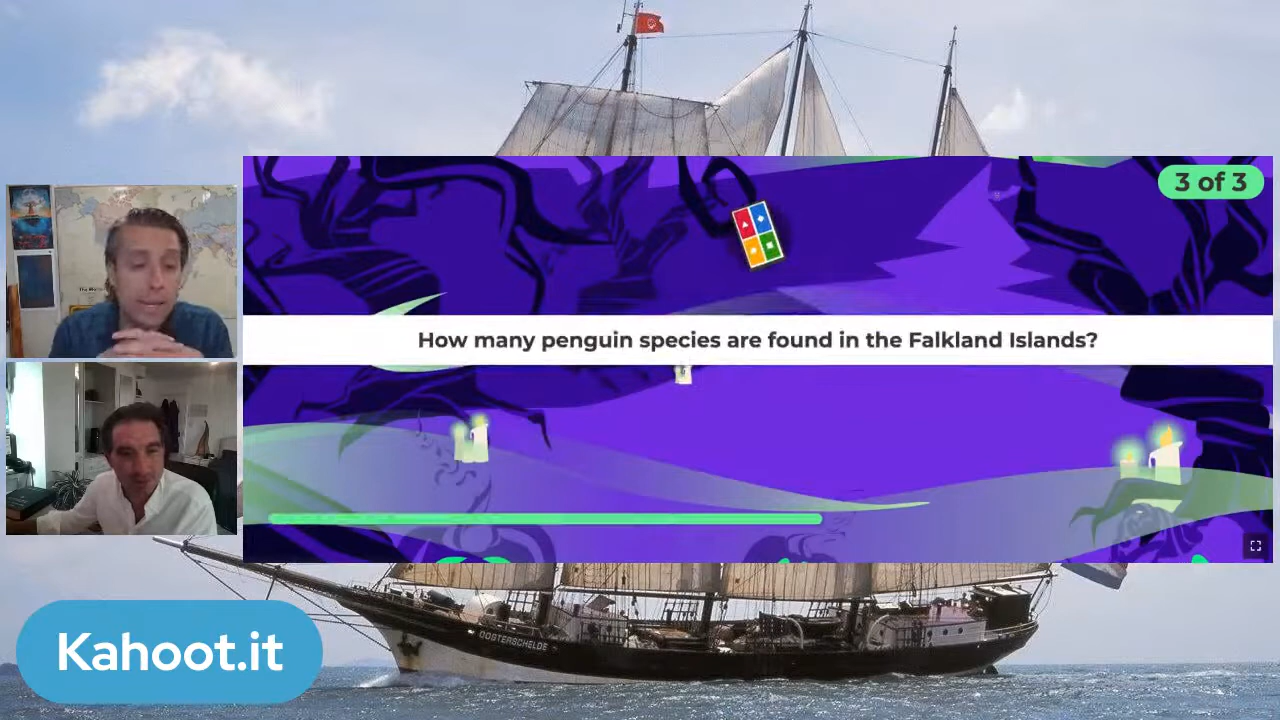 3 of 3
How many penguin species are found in the Falkland Islands?
OOSTERSCHELDE
Kahoot.it